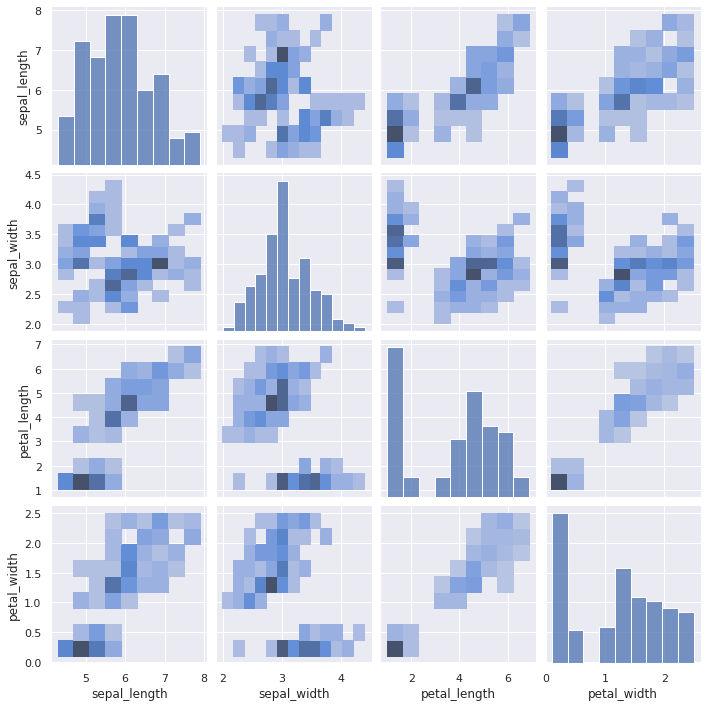 8
7
6
5
sepal_length
4.5
4.0
3.5
3.0
2.5
2.0
sepal_width
7
6
5
4
3
2
1
petal_length
2.5
2.0
1.5
1.0
0.5
0.0
petal_width
5 6 7 8
2 3 4
2 4 6
0 1 2
sepal_length sepal_width petal_length petal_width